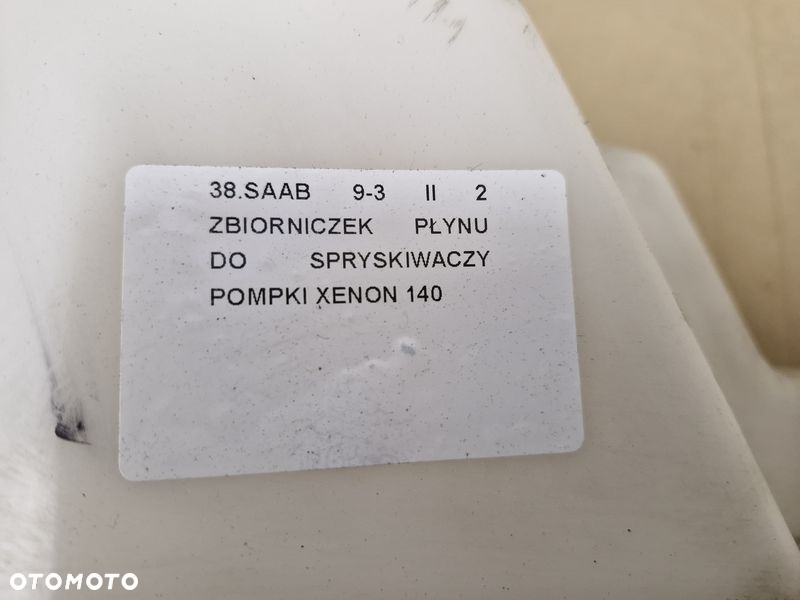 38.SAAB 9-3 II 2
ZBIORNICZEK PŁYNU
DO SPRYSKIWACZY
POMPKI XENON 140
OTOMOTO